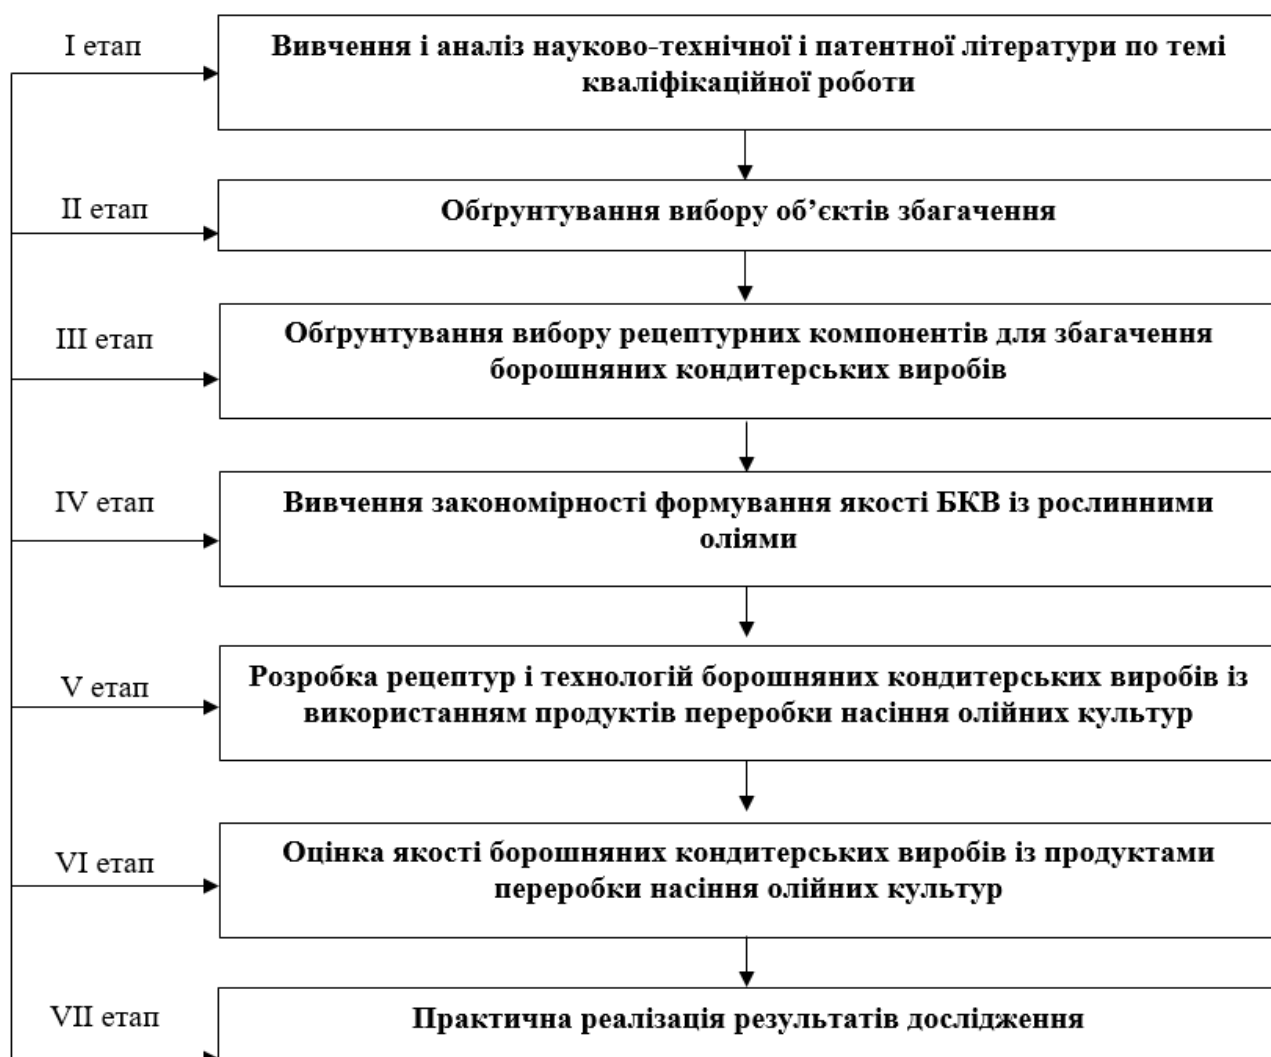 I етап
Вивчення і аналіз науково-технічної і патентної літератури по темі
кваліфікаційної роботи
II етап
Обґрунтування вибору об’єктів збагачення
III етап
Обґрунтування вибору рецептурних компонентів для збагачення
борошняних кондитерських виробів
IV етап
Вивчення закономірності формування якості БКВ із рослинними
оліями
V етап
Розробка рецептур і технологій борошняних кондитерських виробів із
використанням продуктів переробки насіння олійних культур
VI етап
Оцінка якості борошняних кондитерських виробів із продуктами
переробки насіння олійних культур
VII етап
Практична реалізація результатів дослідження